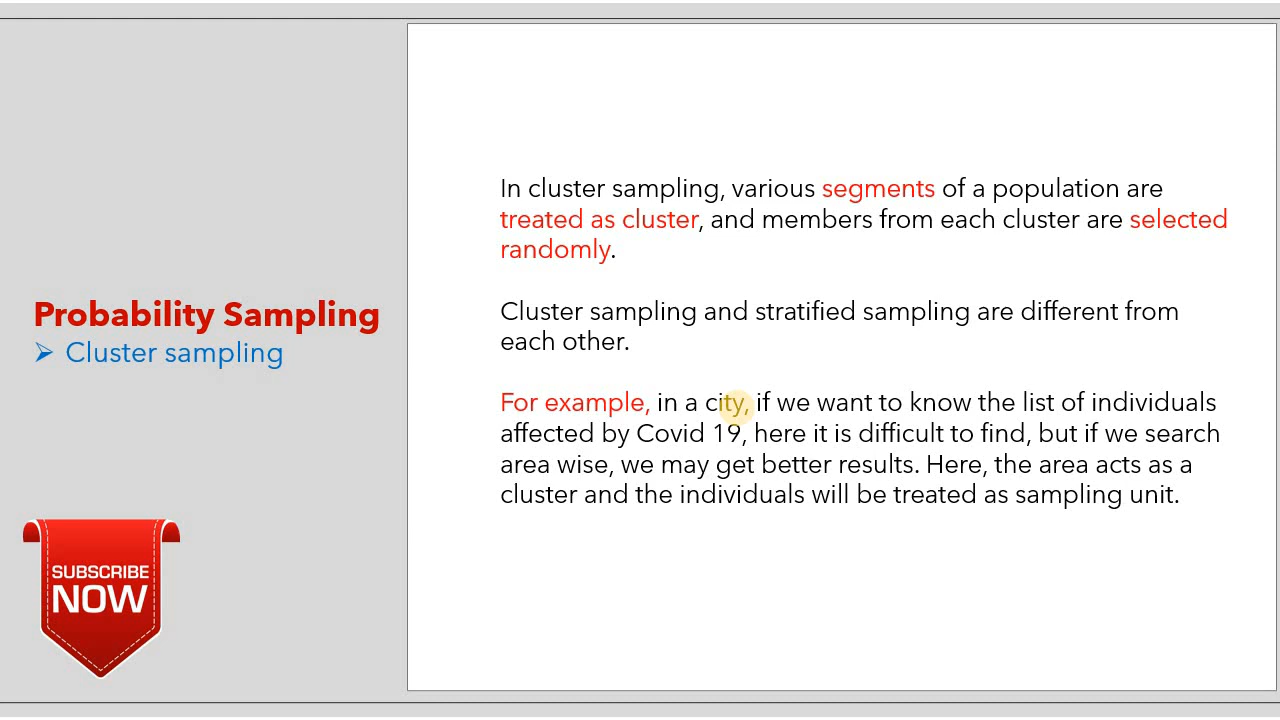 Probability Sampling
Cluster sampling
SUBSCRIBE
NOW
In cluster sampling, various segments of a population are
treated as cluster, and members from each cluster are selected
randomly.
Cluster sampling and stratified sampling are different from
each other.
For example, in a city, if we want to know the list of individuals
affected by Covid 19, here it is difficult to find, but if we search
area wise, we may get better results. Here, the area acts as a
cluster and the individuals will be treated as sampling unit.